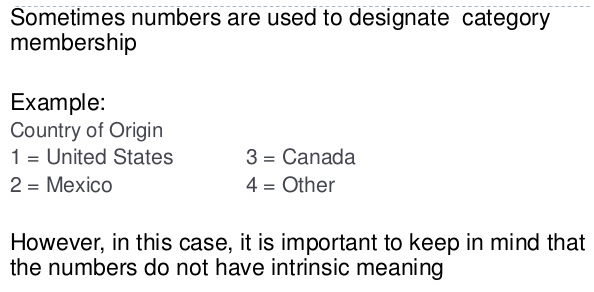 Sometimes numbers are used to designate  category
membership
Example:
Country of Origin
1 = United States 3 = Canada
2 = Mexico 4 = Other
However, in this case, it is important to keep in mind that
the numbers do not have intrinsic meaning